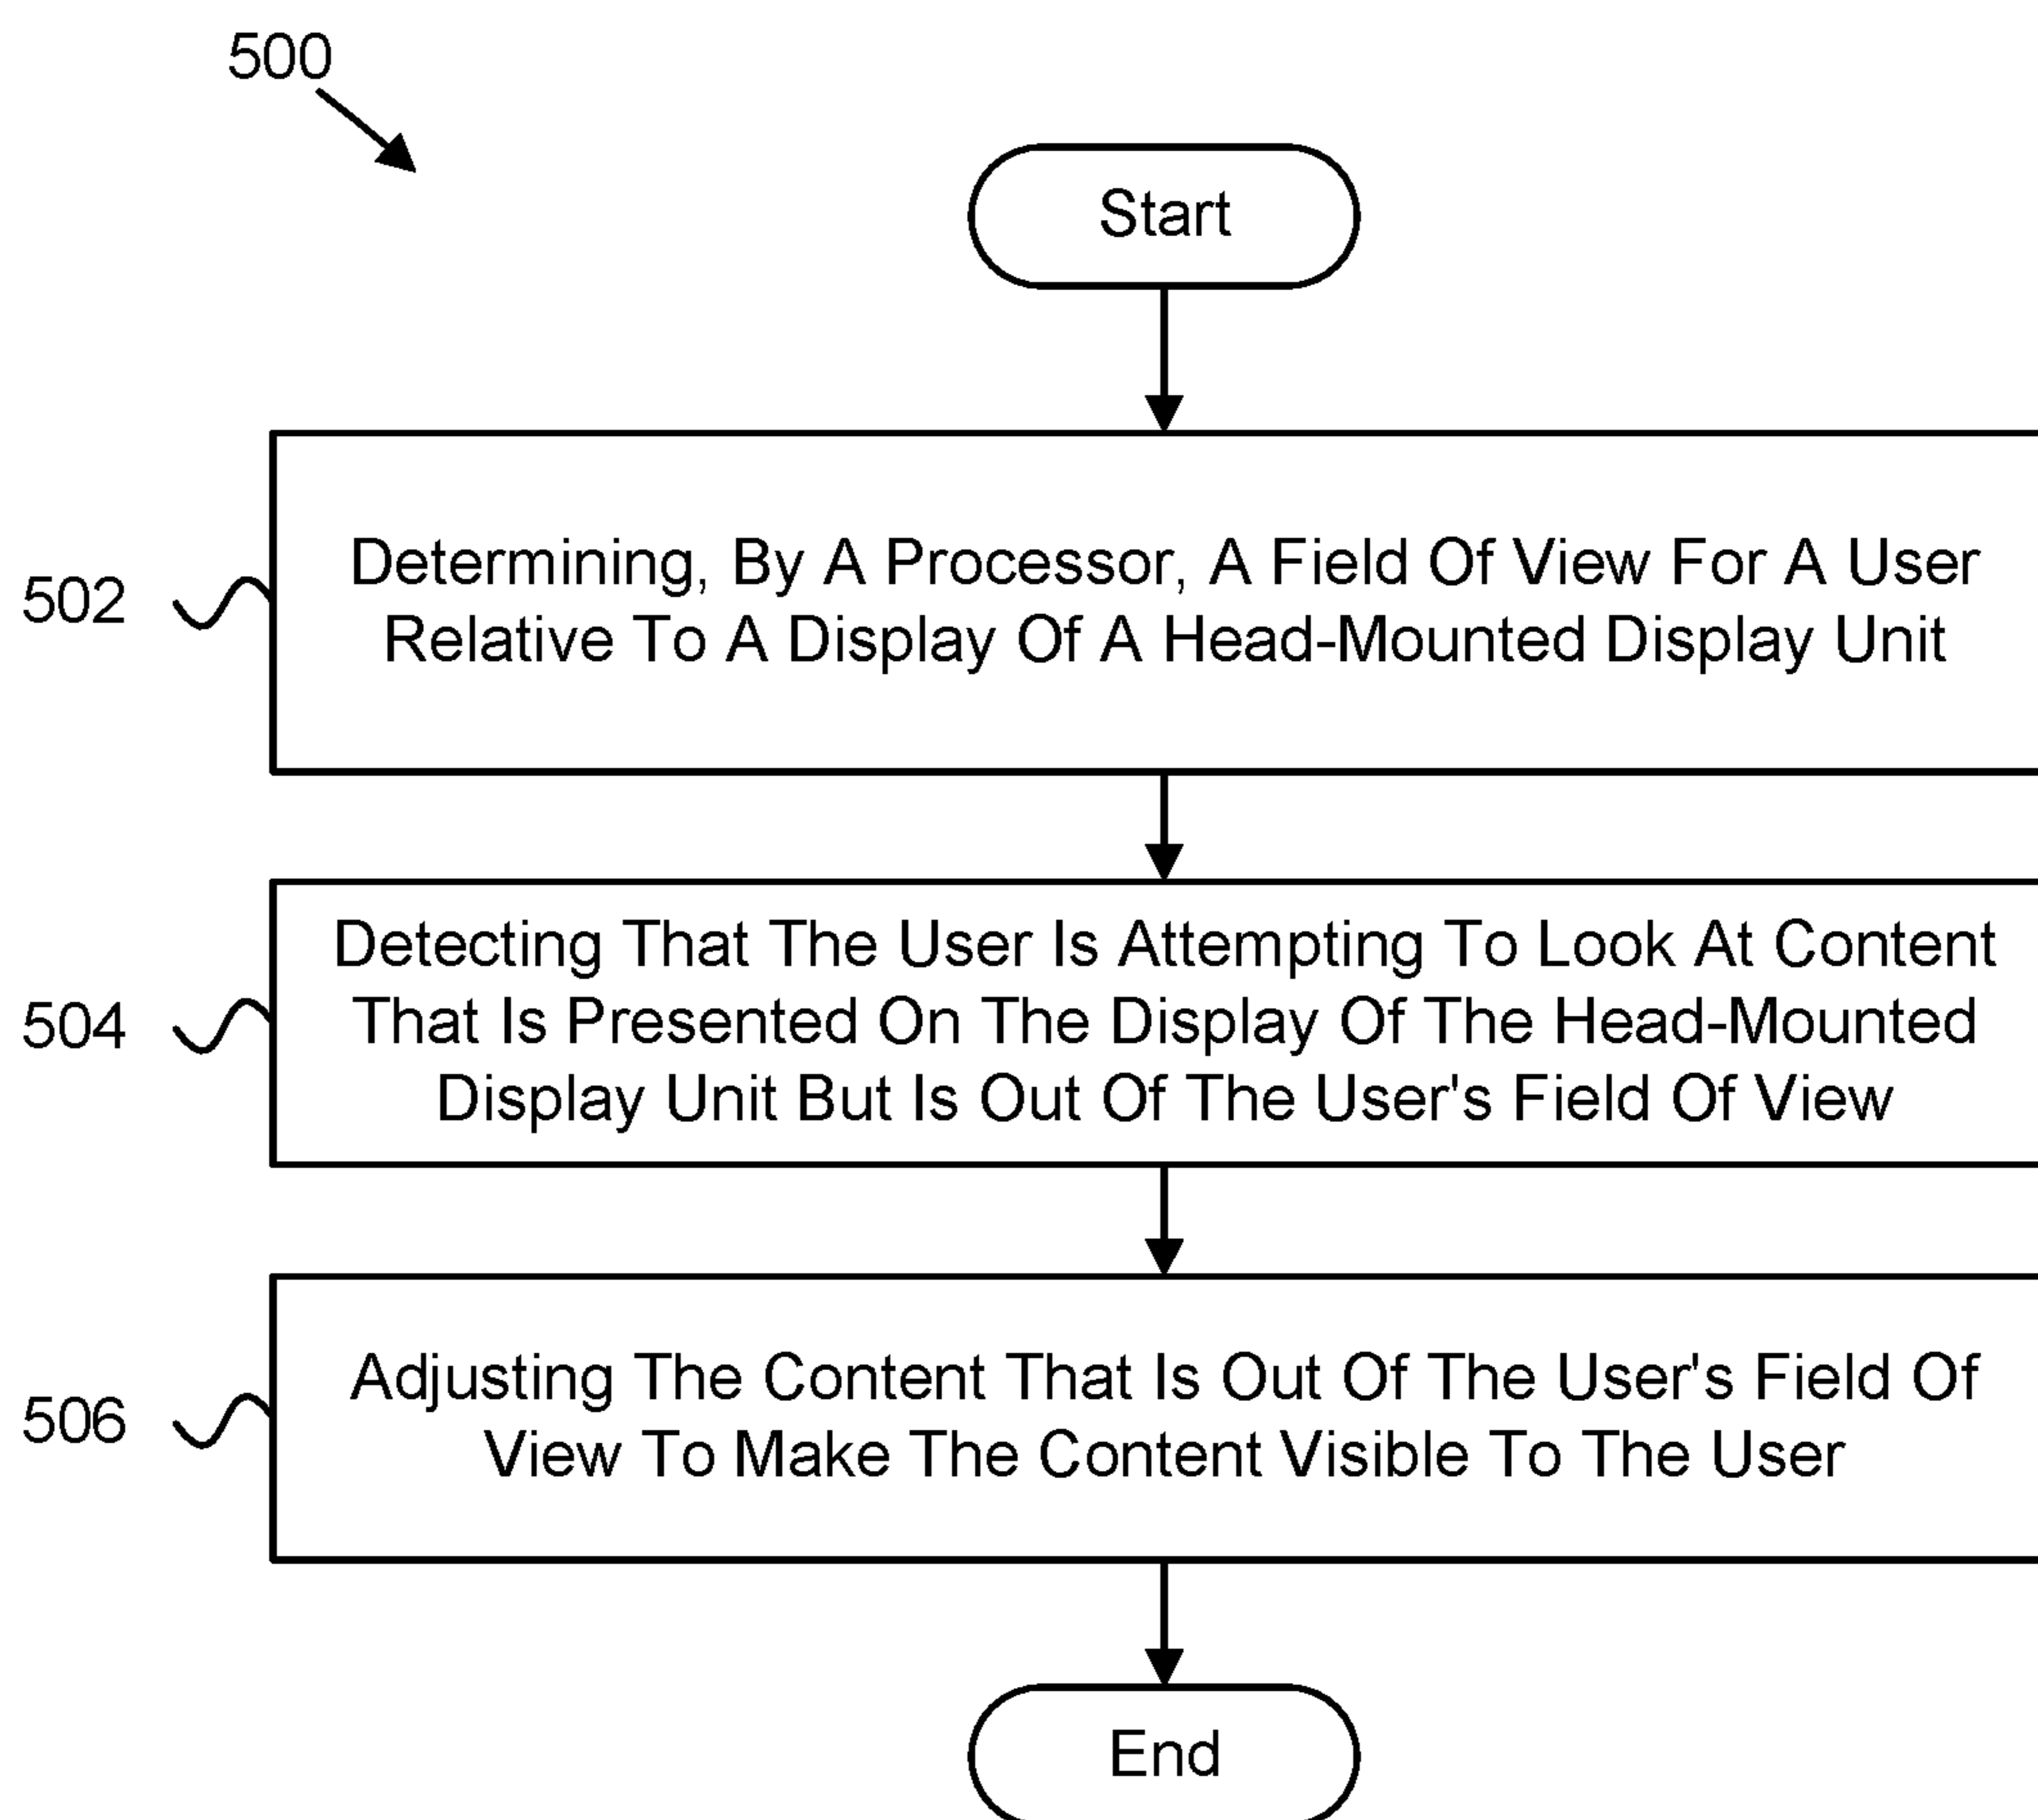 500
Start
502
Determining, By A Processor, A Field Of View For A User
Relative To A Display Of A Head-Mounted Display Unit
504
Detecting That The User Is Attempting To Look At Content
That Is Presented On The Display Of The Head-Mounted
Display Unit But Is Out Of The User's Field Of View
506
Adjusting The Content That Is Out Of The User's Field Of
View To Make The Content Visible To The User
End